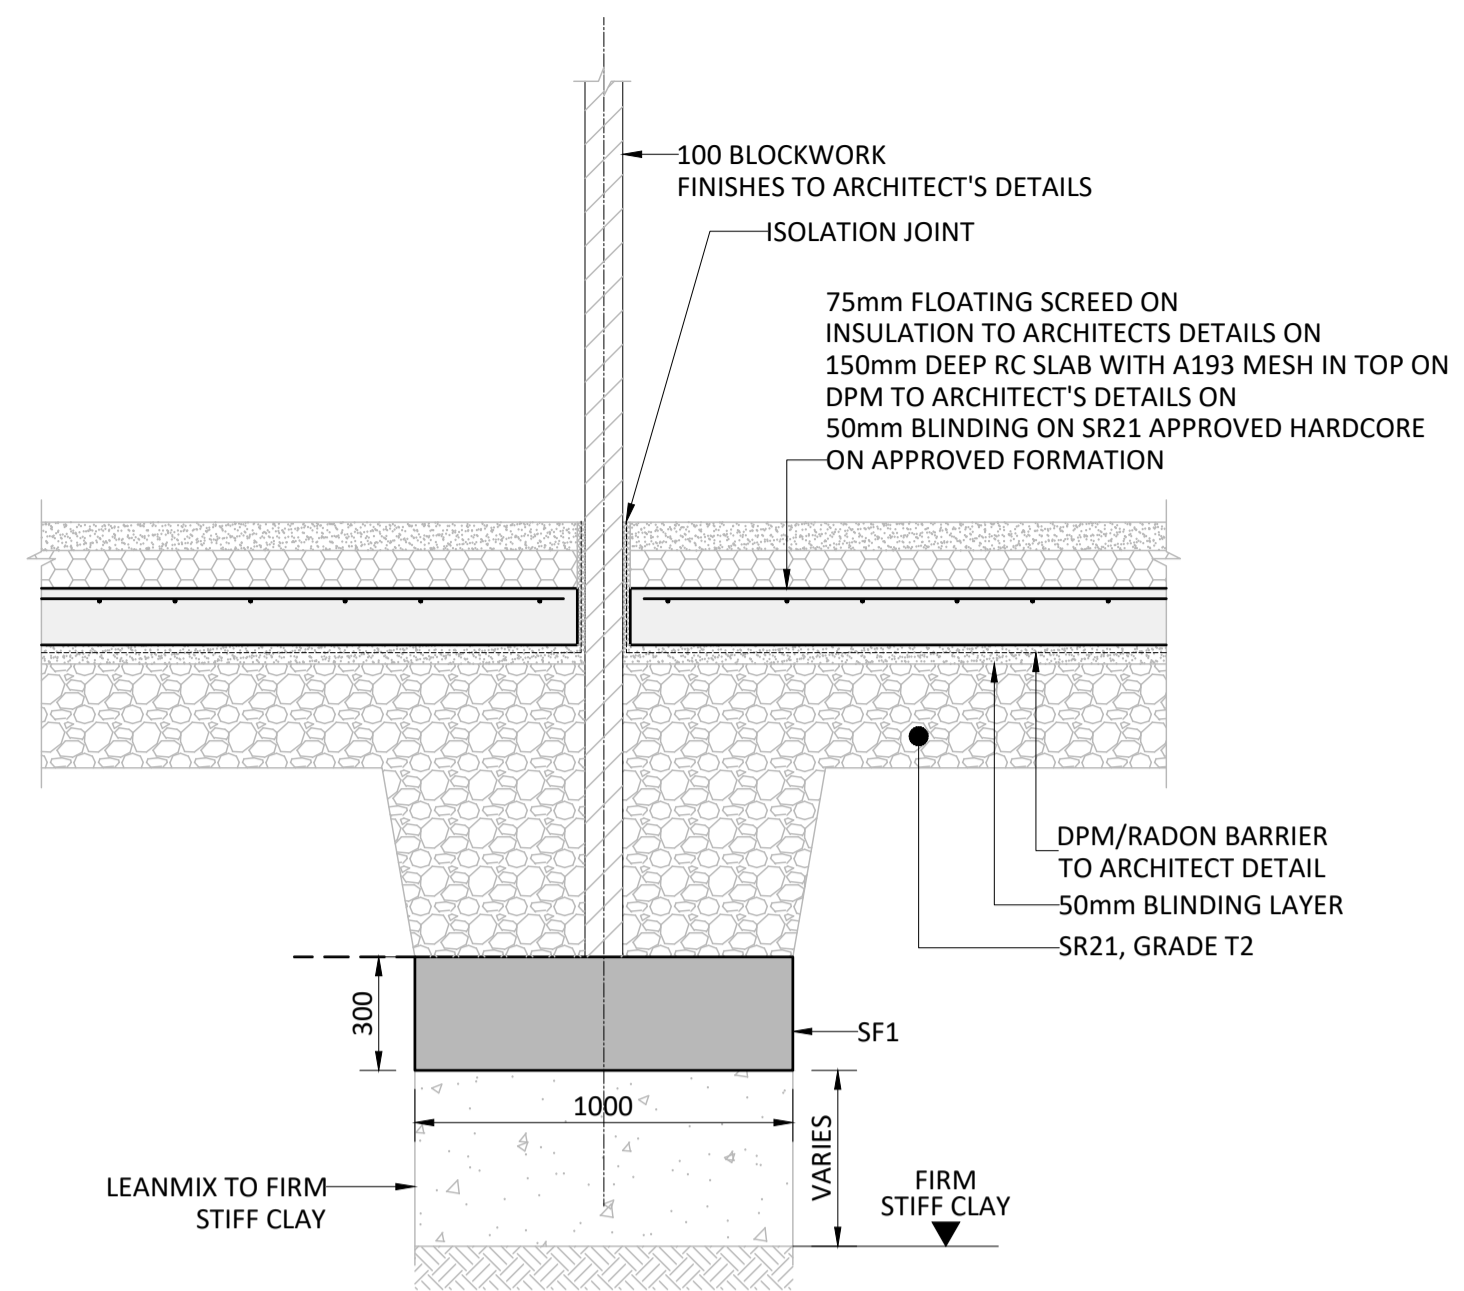 100 BLOCKWORK
FINISHES TO ARCHITECT'S DETAILS
ISOLATION JOINT
75mm FLOATING SCREED ON
INSULATION TO ARCHITECTS DETAILS ON
150mm DEEP RC SLAB WITH A193 MESH IN TOP ON
DPM TO ARCHITECT'S DETAILS ON
50mm BLINDING ON SR21 APPROVED HARDCORE
ON APPROVED FORMATION
DPM/RADON BARRIER
TO ARCHITECT DETAIL
50mm BLINDING LAYER
SR21, GRADE T2
300
SF1
1000
VARIES
LEANMIX TO FIRM
STIFF CLAY
FIRM
STIFF CLAY